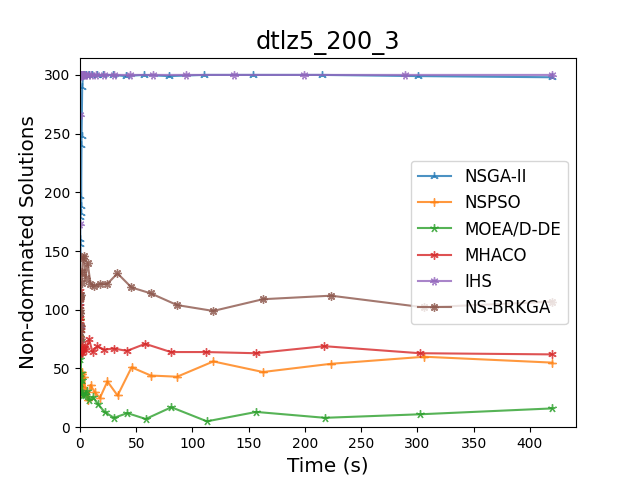 dtlz5_200_3
Non-dominated Solutions
300
250
200
150
100
50
0
NSGA-II
NSPSO
MOEA/D-DE
MHACO
IHS
NS-BRKGA
0 50 100 150 200 250 300 350 400
Time (s)